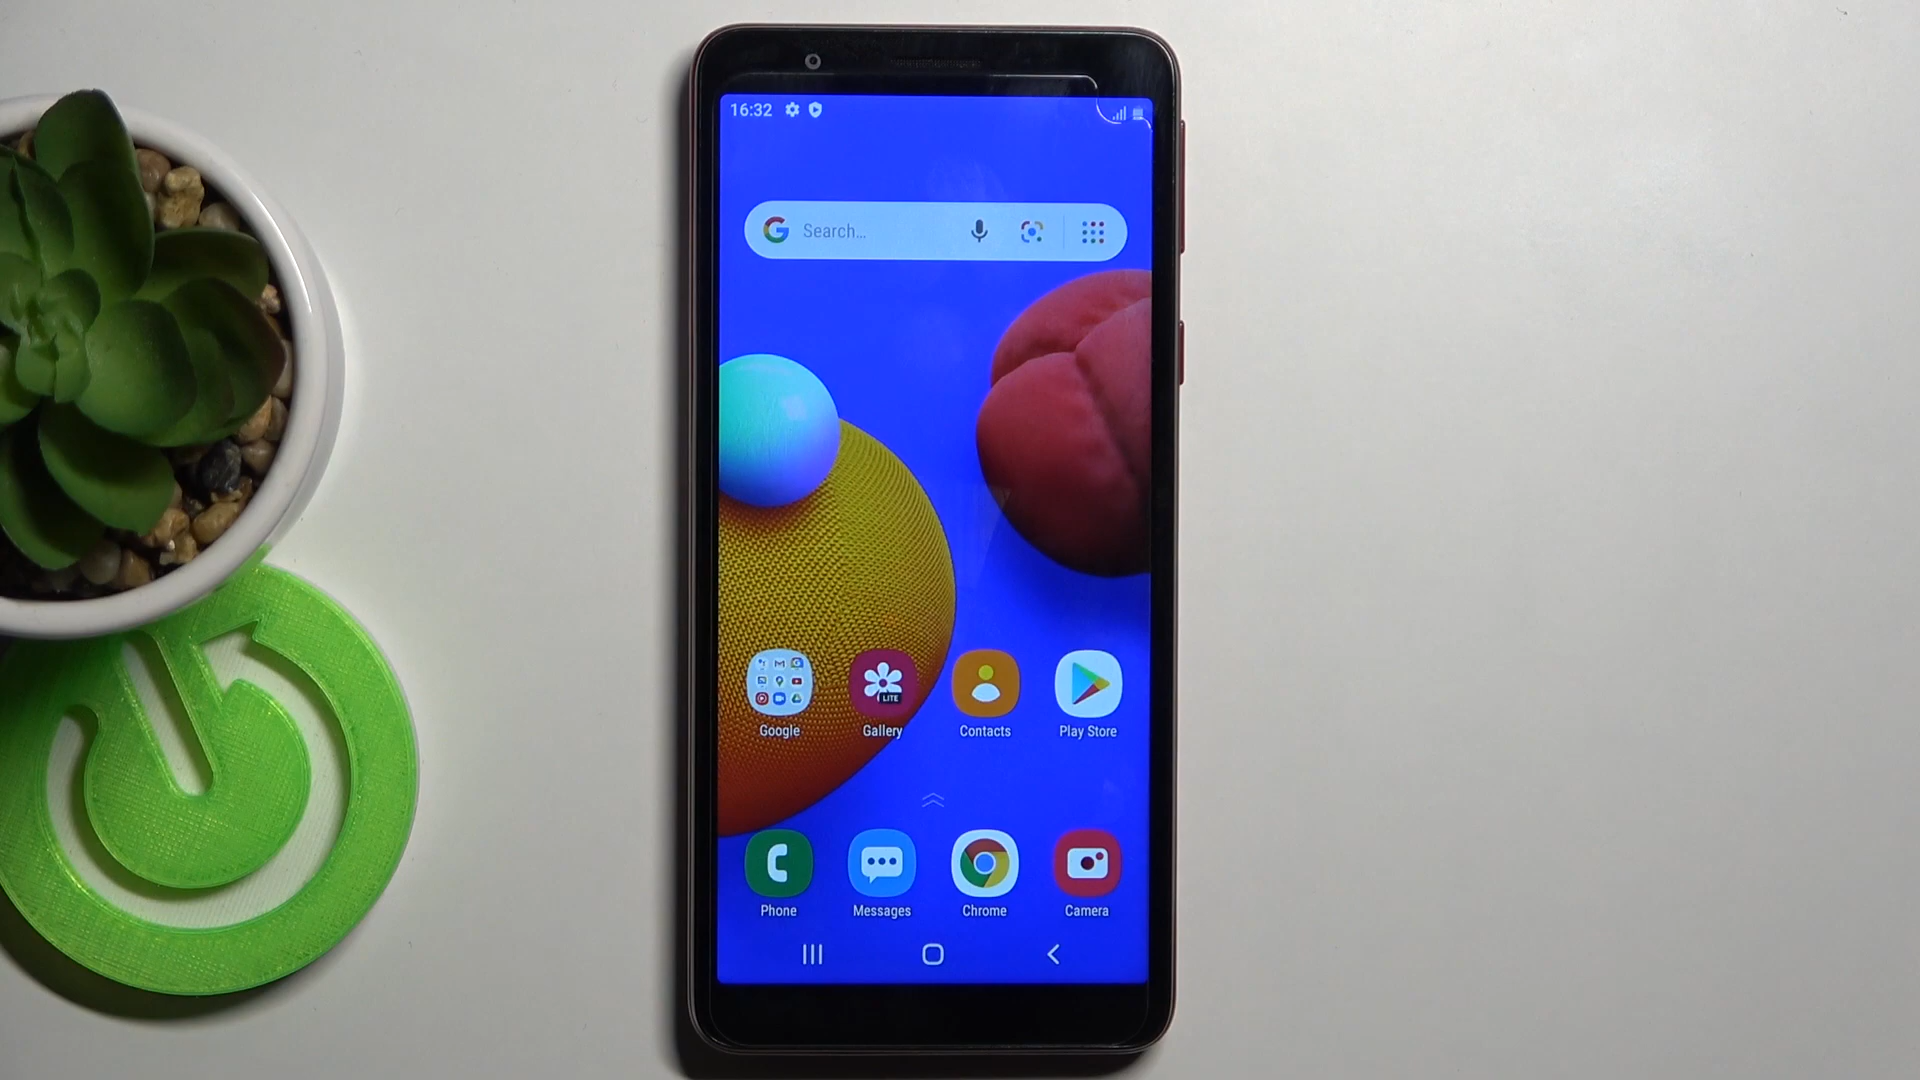 16:32
Search...
LITE
Google Gallery Contacts Play Store
Phone Messages Chrome Camera